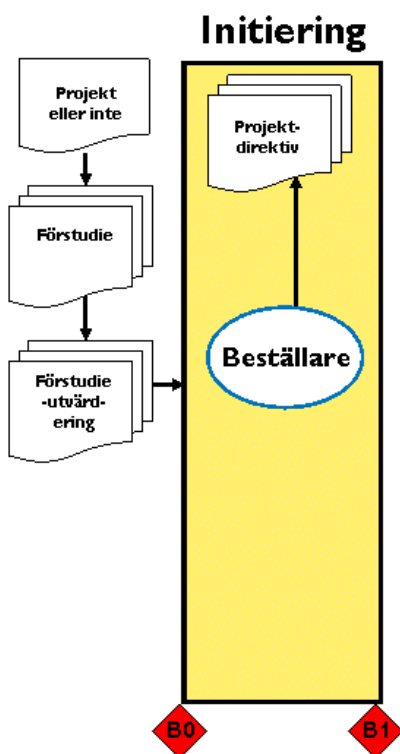 Initiering
Projekt
eller inte
Projekt-
direktiv
Förstudie
Beställare
Förstudie
-utvärd-
ering
B0
B1